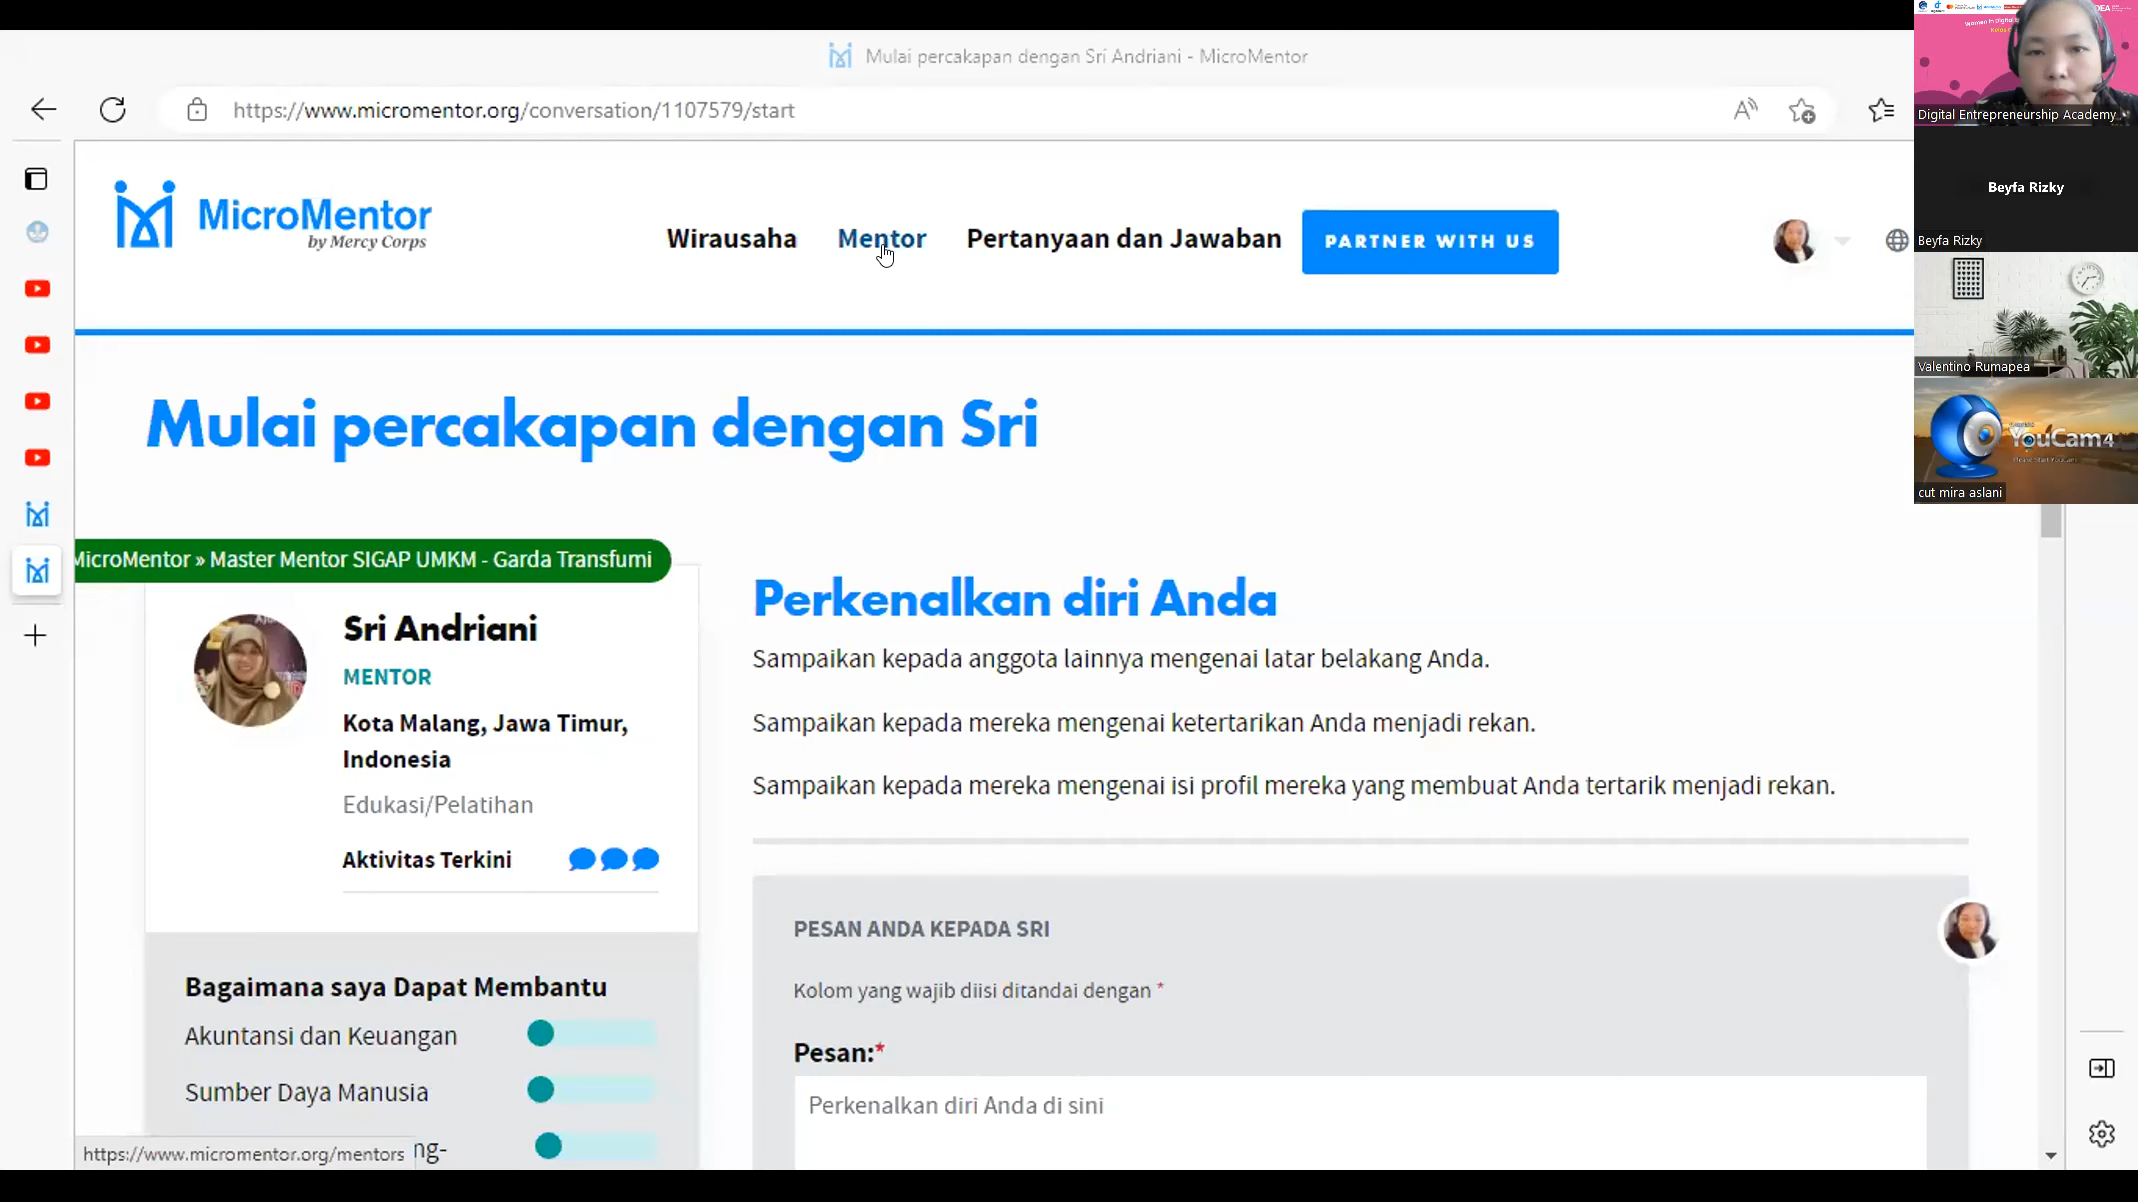 Mulai percakapan dengan Sri Andriani - MicroMentor
https://www.micromentor.org/conversation/1107579/start
MicroMentor
by Mercy Corps
Wirausaha
Mentor
Pertanyaan dan Jawaban
PARTNER WITH US
Mulai percakapan dengan Sri
MicroMentor » Master Mentor SIGAP UMKM - Garda Transfumi
Sri Andriani
MENTOR
Kota Malang, Jawa Timur,
Indonesia
Edukasi/Pelatihan
Aktivitas Terkini
Bagaimana saya Dapat Membantu
Akuntansi dan Keuangan
Sumber Daya Manusia
ng-
https://www.micromentor.org/mentors
Perkenalkan diri Anda
Sampaikan kepada anggota lainnya mengenai latar belakang Anda.
Sampaikan kepada mereka mengenai ketertarikan Anda menjadi rekan.
Sampaikan kepada mereka mengenai isi profil mereka yang membuat Anda tertarik menjadi rekan.
PESAN ANDA KEPADA SRI
Kolom yang wajib diisi ditandai dengan *
Pesan:*
Perkenalkan diri Anda di sini
Digital Entrepreneurship Academy
Beyfa Rizky
Beyfa Rizky
Valentino Rumapea
YouCam4
Please Start YouCam
cut mira aslani